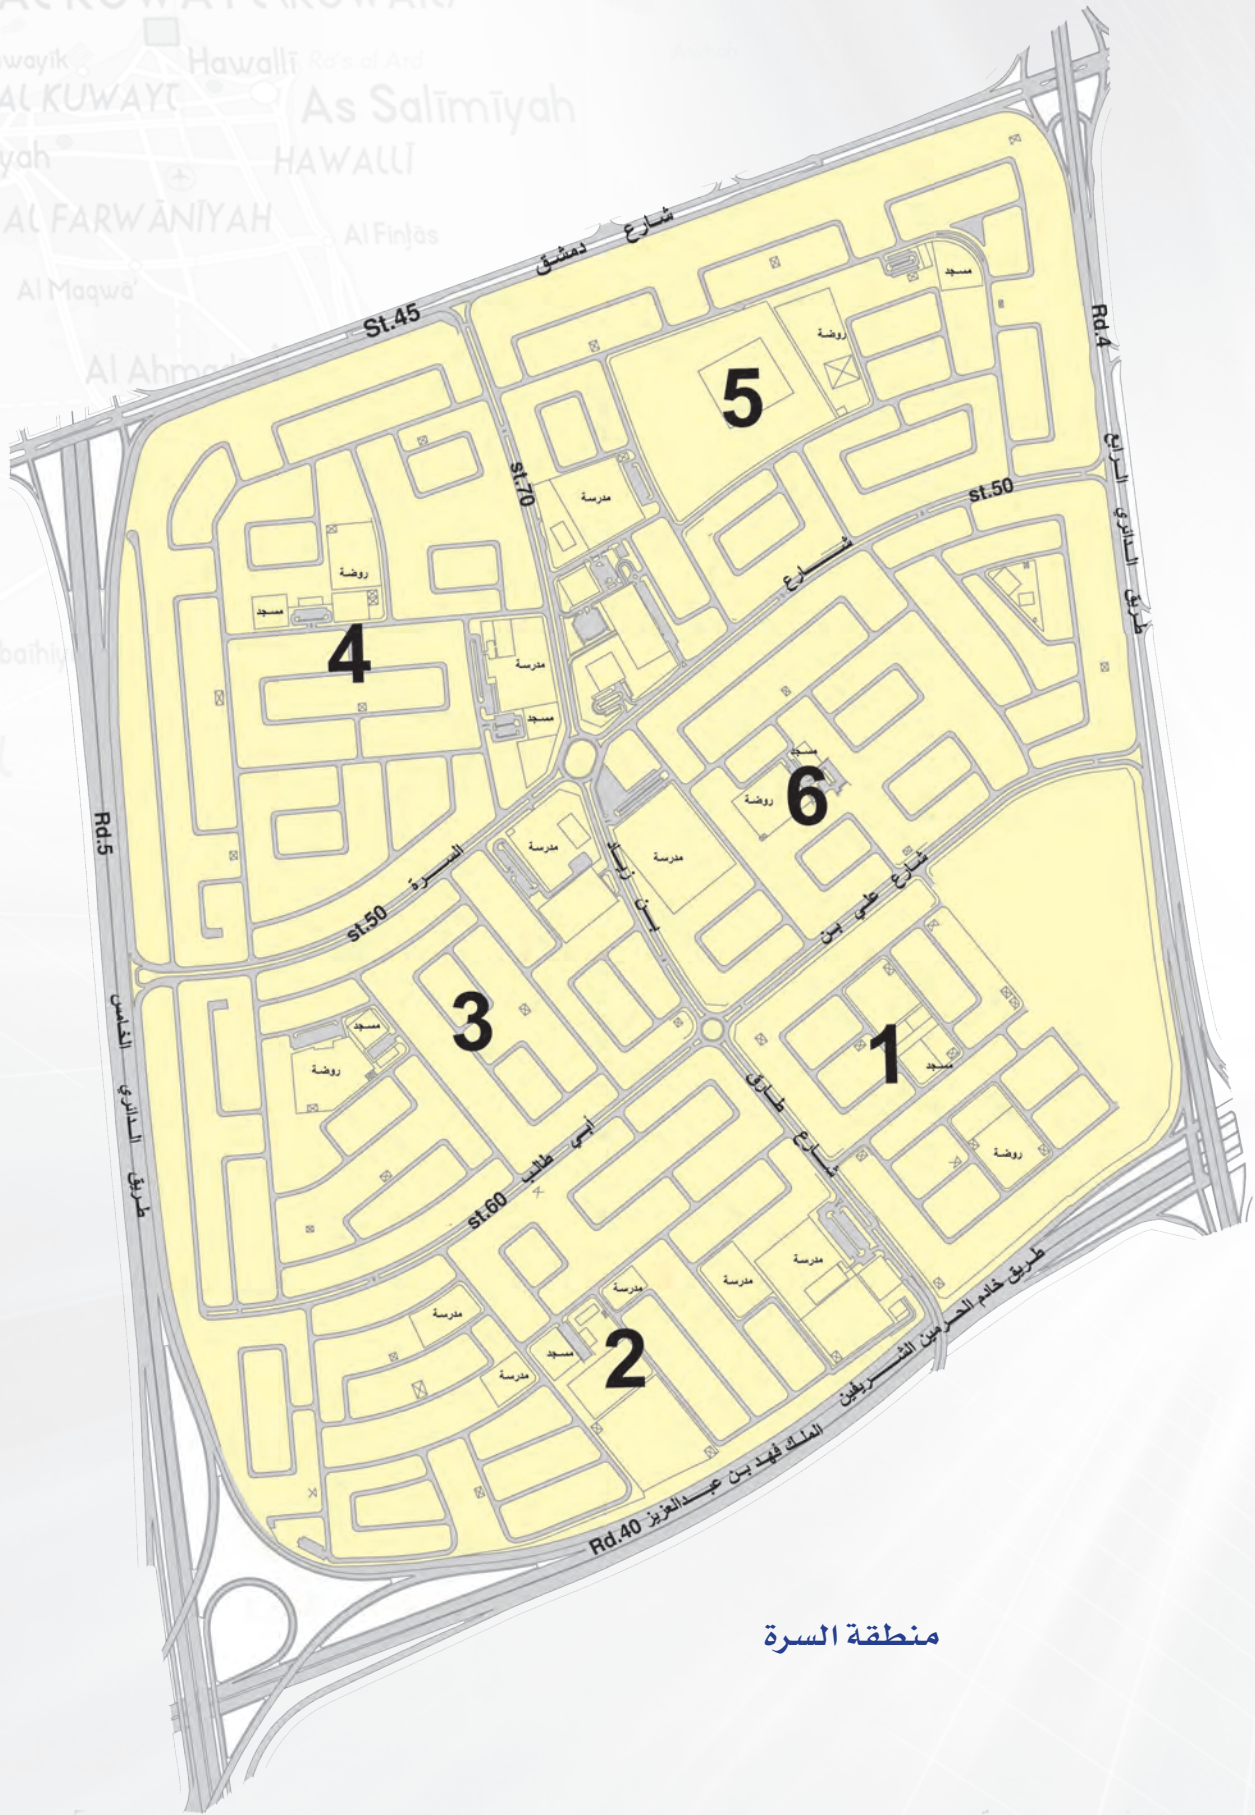 Hawallī
Ra's al Arḍ
AL KUWAYT
As Salīmīyah
HAWALLĪ
AL FARWĀNĪYAH
Al Finṭās
Al Maqwa'
شارع دمشق
St.45
Rd.4
مسجد
روضة
5
st.70
مدرسة
st.50
شارع
طريق الدائري الرابع
روضة
مسجد
4
مدرسة
مسجد
مسجد
6
روضة
Rd.5
السرة
st.50
مدرسة
مدرسة
بن زياد
شارع علي بن
3
مسجد
روضة
1
مسجد
طريق الدائري الخامس
شارع طارق
أبي طالب
st.60
روضة
مدرسة
مدرسة
مدرسة
مدرسة
مسجد
2
مدرسة
طريق خادم الحرمين الشريفين
الملك فهد بن عبدالعزيز
Rd.40
منطقة السرة